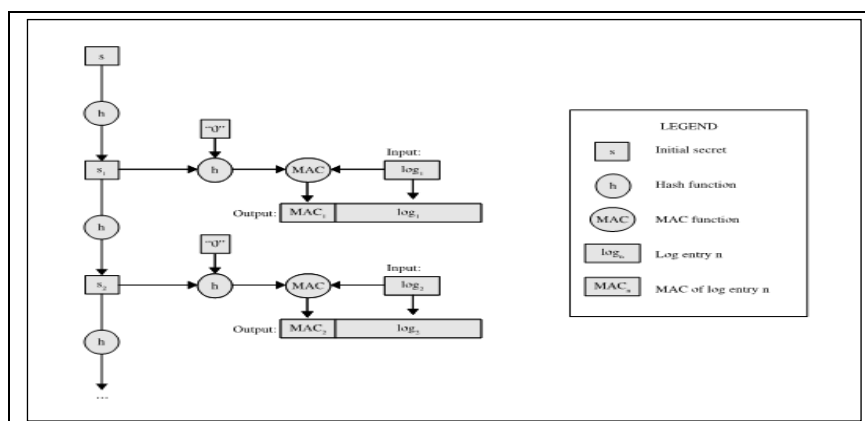 s
h
"0"
Input:
s₁ h MAC log₁
Output: MAC₁ log₁
h
"0"
Input:
s₂ h MAC log₂
Output: MAC₂ log₂
h
...
LEGEND
s Initial secret
h Hash function
MAC MAC function
logₙ Log entry n
MACₙ MAC of log entry n